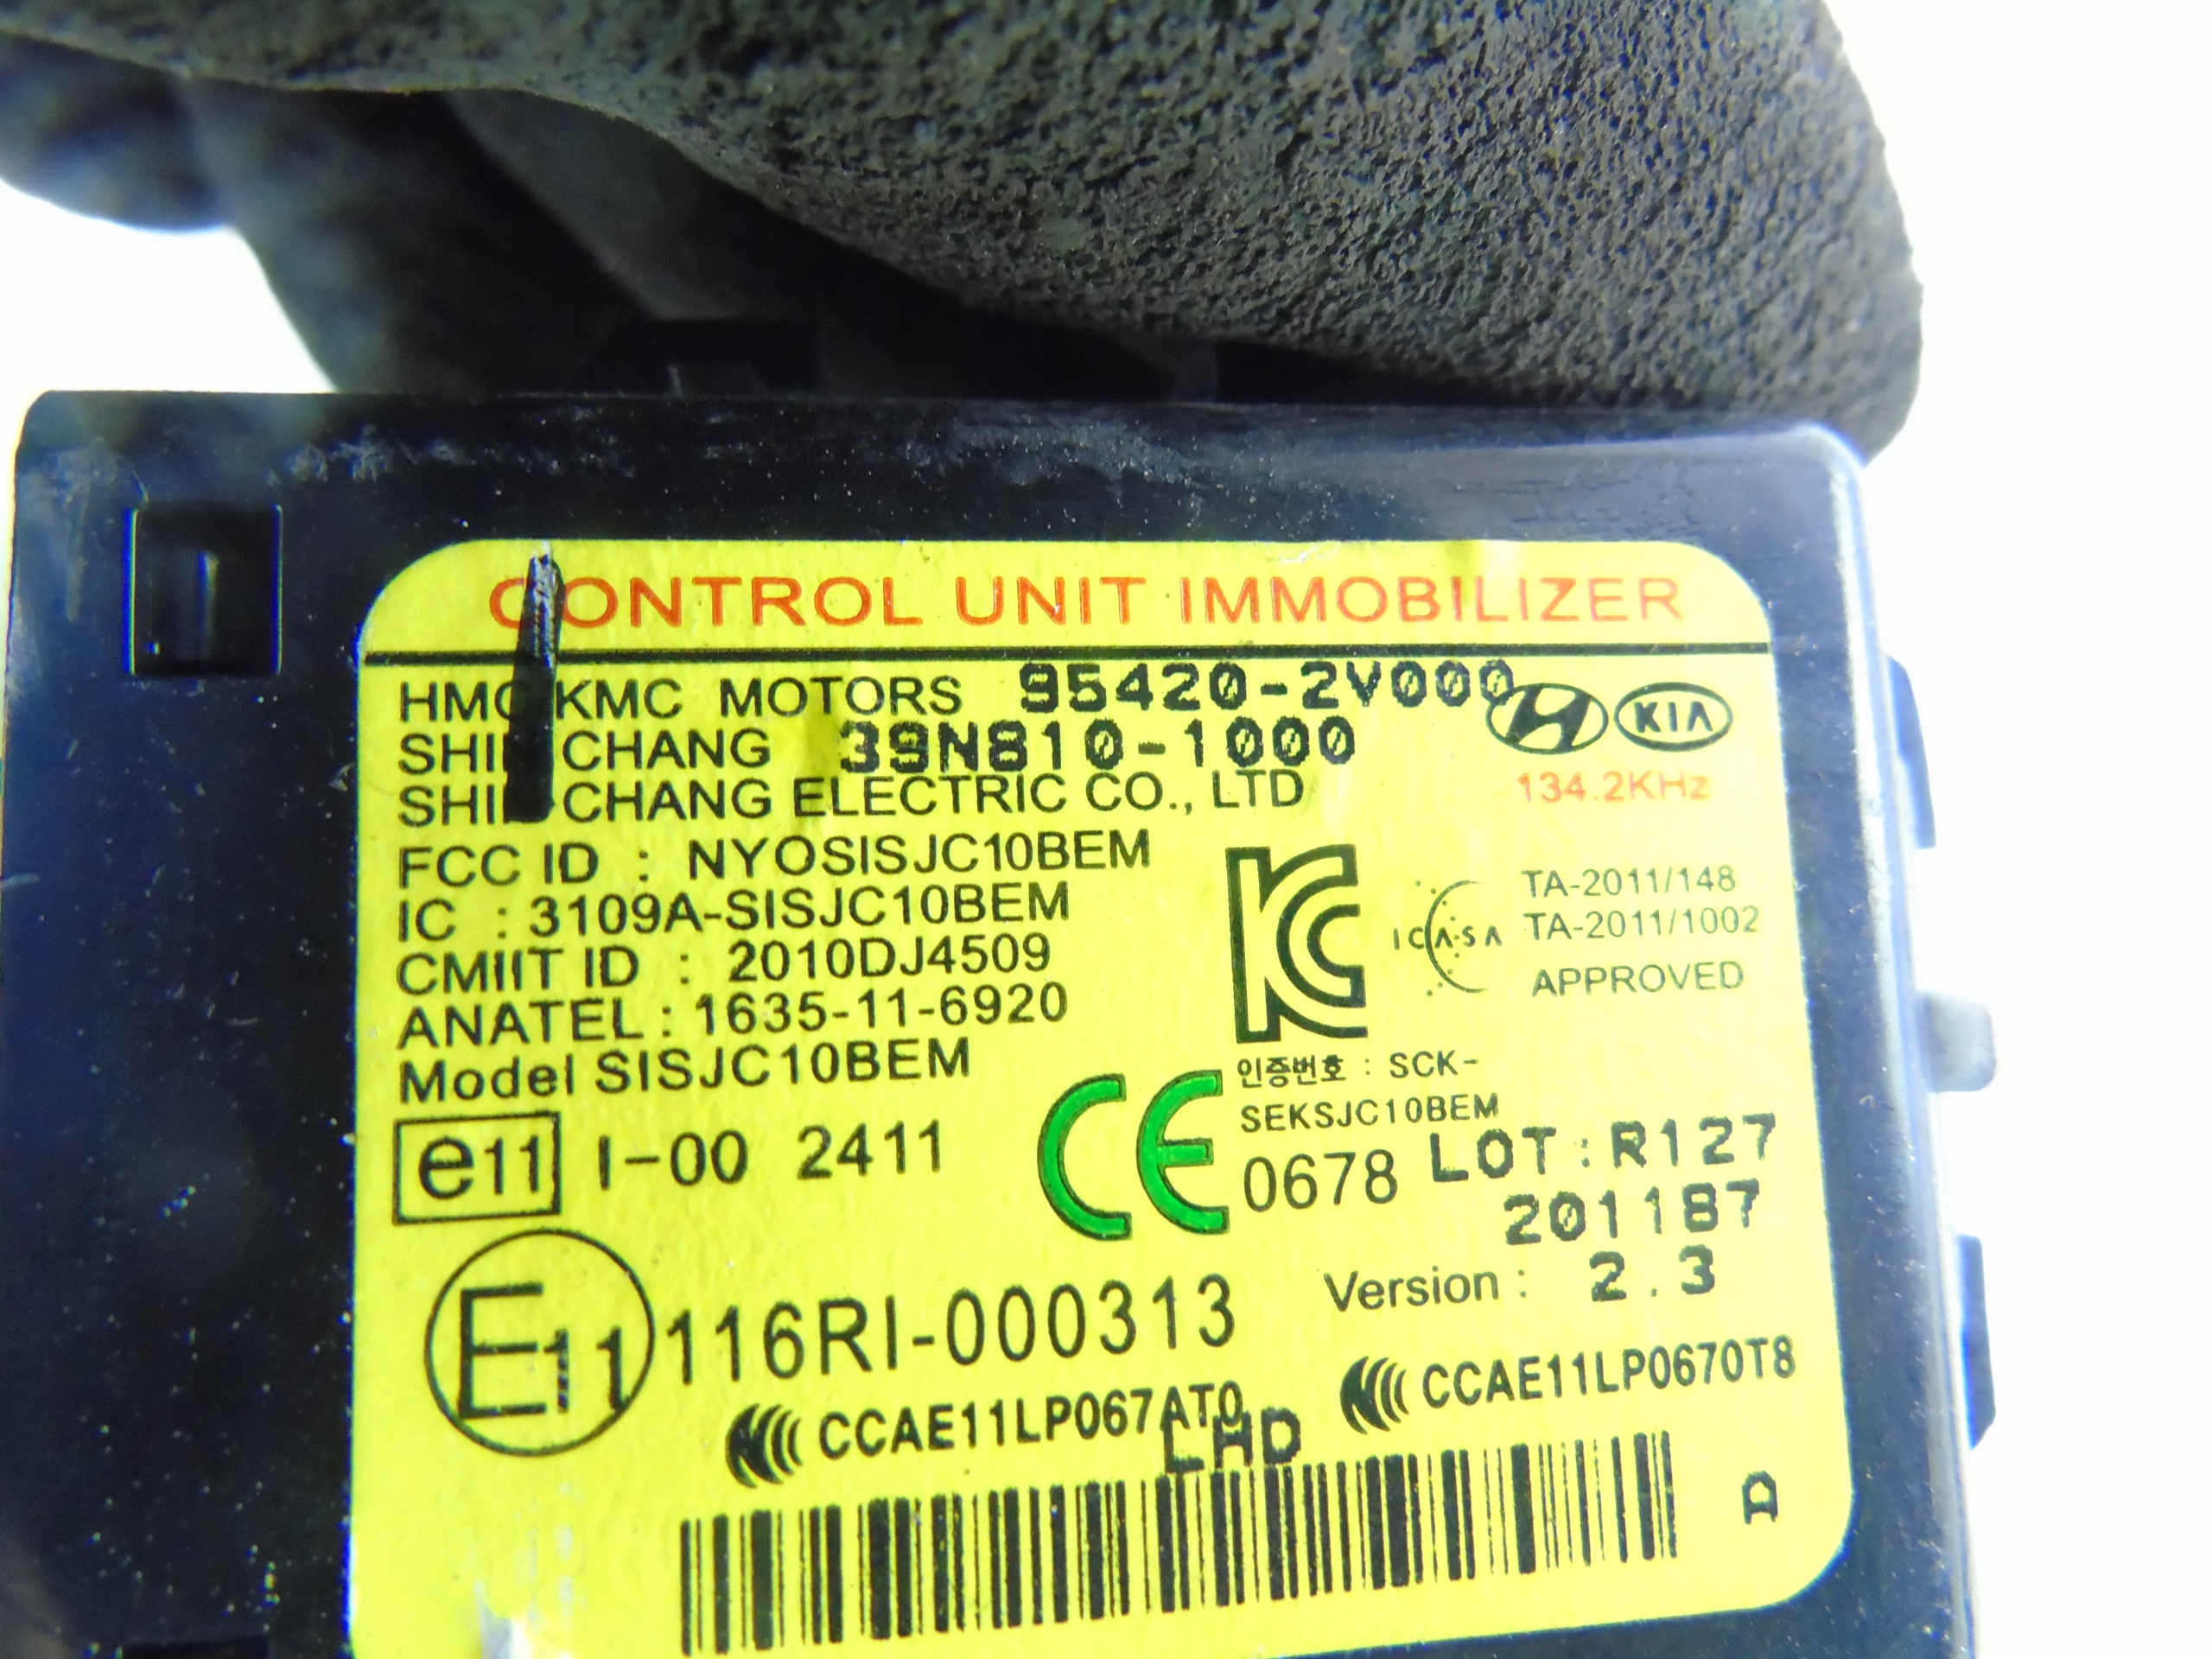 CONTROL UNIT IMMOBILIZER
HMC KMC MOTORS 95420-2V000
SHIN CHANG 39N810-1000
KIA
SHIN CHANG ELECTRIC CO., LTD
134.2KHz
FCC ID : NYOSISJC10BEM
IC : 3109A-SISJC10BEM
CMIIT ID : 2010DJ4509
ANATEL : 1635-11-6920
Model SISJC10BEM
ICASA
TA-2011/148
TA-2011/1002
APPROVED
인증번호 : SCK-
SEKSJC10BEM
e11 I-00 2411
CE 0678
LOT:R127
201187
Version : 2.3
E11 116RI-000313
CCAE11LP067AT0
CCAE11LP0670T8
LHD
A